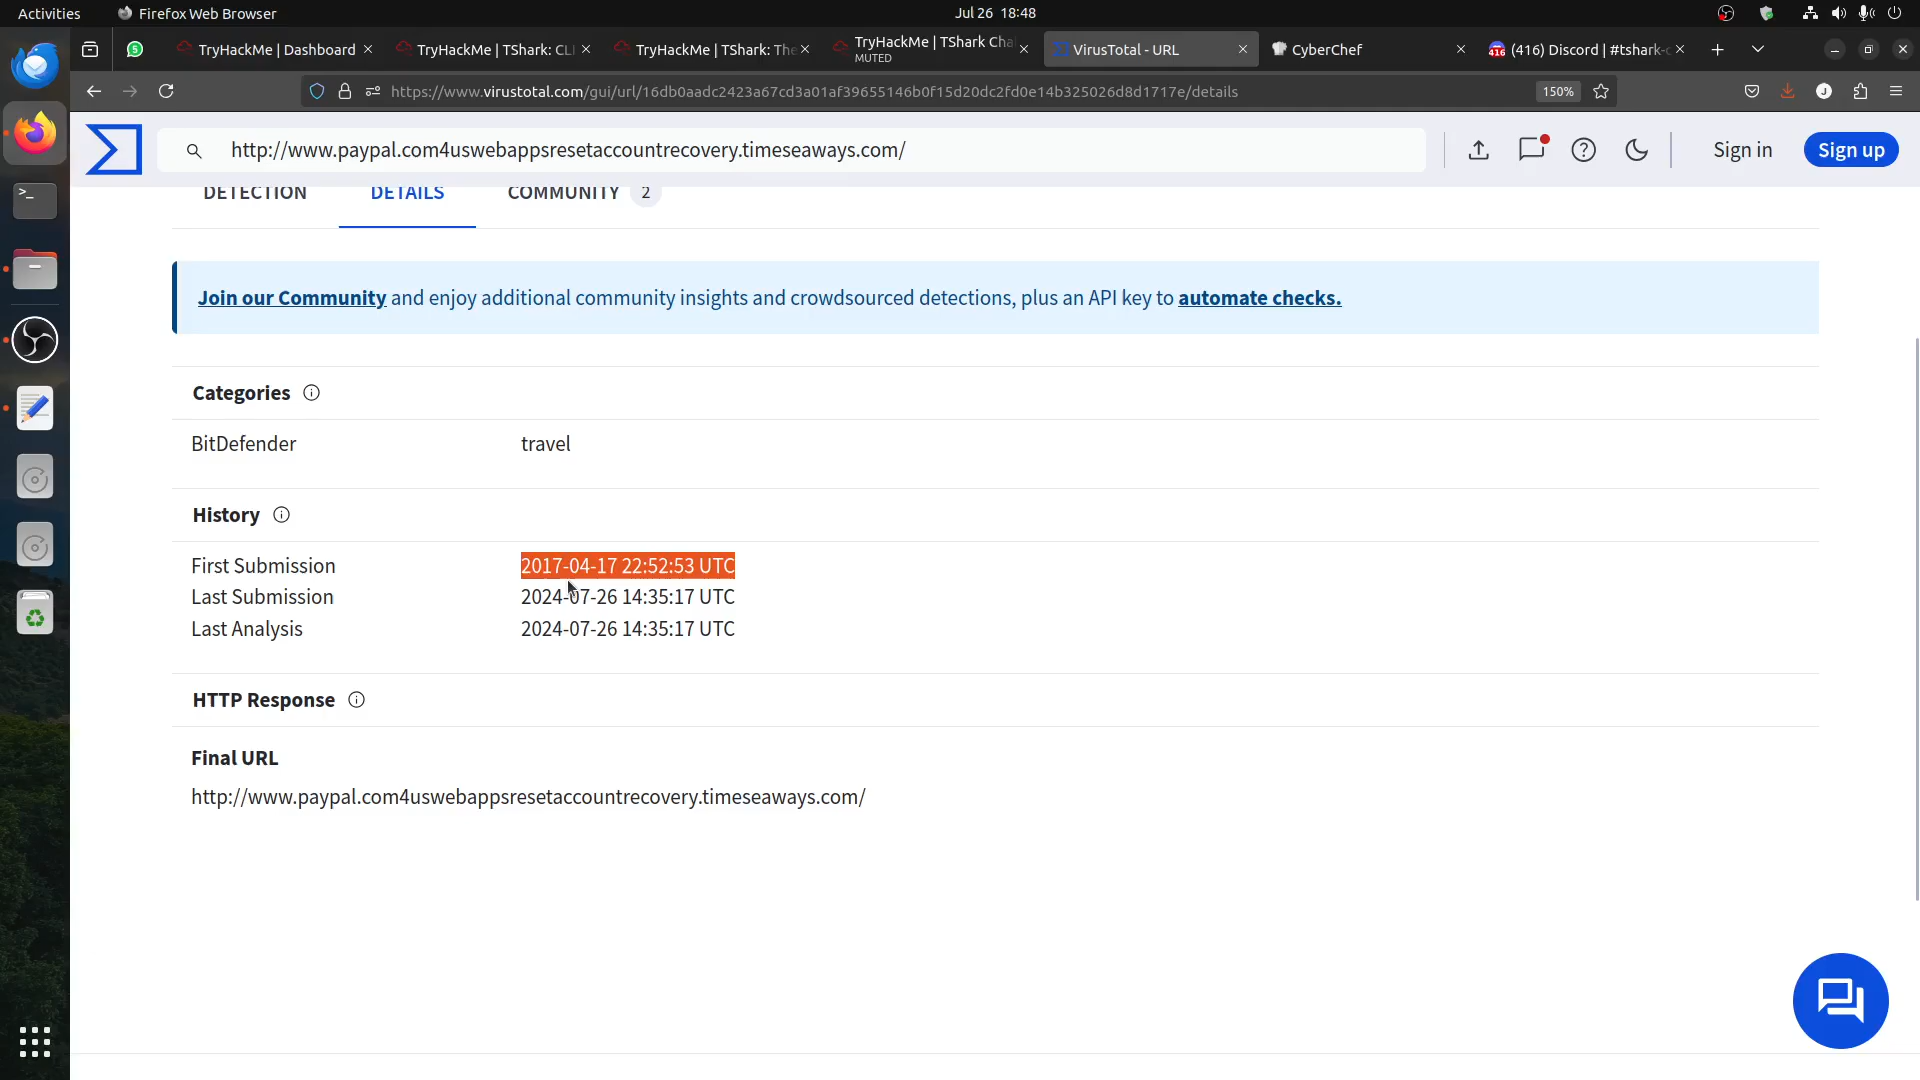 Activities
Firefox Web Browser
Jul 26 18:48
5
TryHackMe | Dashboard
TryHackMe | TShark: CLI
TryHackMe | TShark: The
TryHackMe | TShark Cha
MUTED
VirusTotal - URL
CyberChef
416
(416) Discord | #tshark-c
https://www.virustotal.com/gui/url/16db0aadc2423a67cd3a01af39655146b0f15d20dc2fd0e14b325026d8d1717e/details
150%
J
http://www.paypal.com4uswebappsresetaccountrecovery.timeseaways.com/
Sign in
Sign up
DETECTION
DETAILS
COMMUNITY 2
Join our Community and enjoy additional community insights and crowdsourced detections, plus an API key to automate checks.
Categories
BitDefender travel
History
First Submission 2017-04-17 22:52:53 UTC
Last Submission 2024-07-26 14:35:17 UTC
Last Analysis 2024-07-26 14:35:17 UTC
HTTP Response
Final URL
http://www.paypal.com4uswebappsresetaccountrecovery.timeseaways.com/